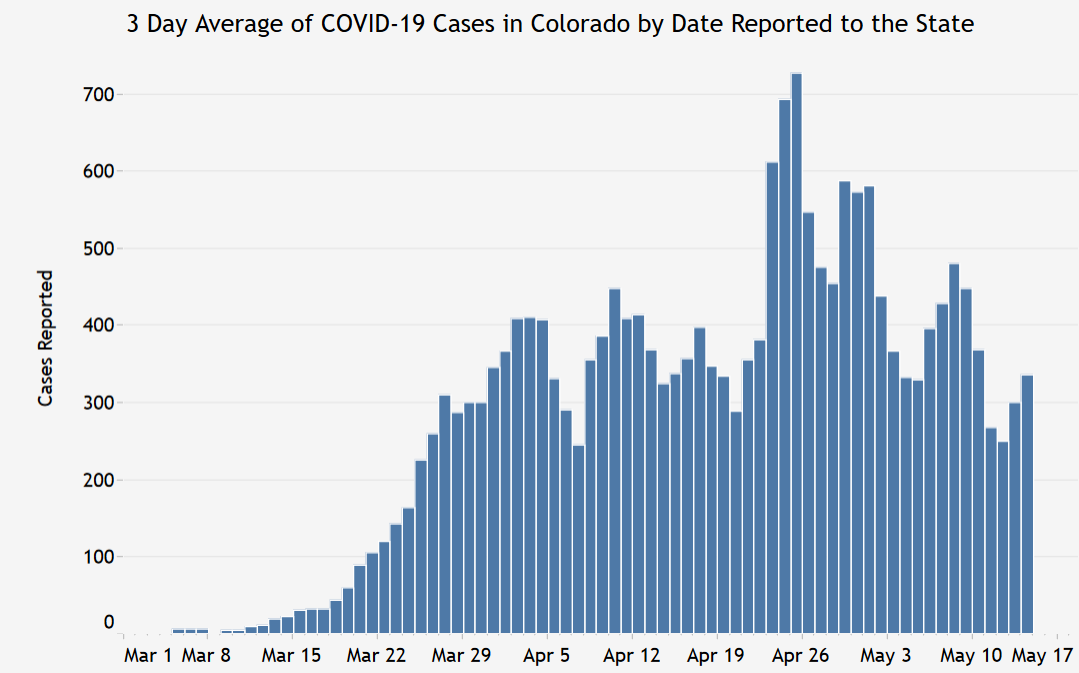 3 Day Average of COVID-19 Cases in Colorado by Date Reported to the State
700
600
500
400
300
200
100
0
Cases Reported
Mar 1 Mar 8 Mar 15 Mar 22 Mar 29 Apr 5 Apr 12 Apr 19 Apr 26 May 3 May 10 May 17